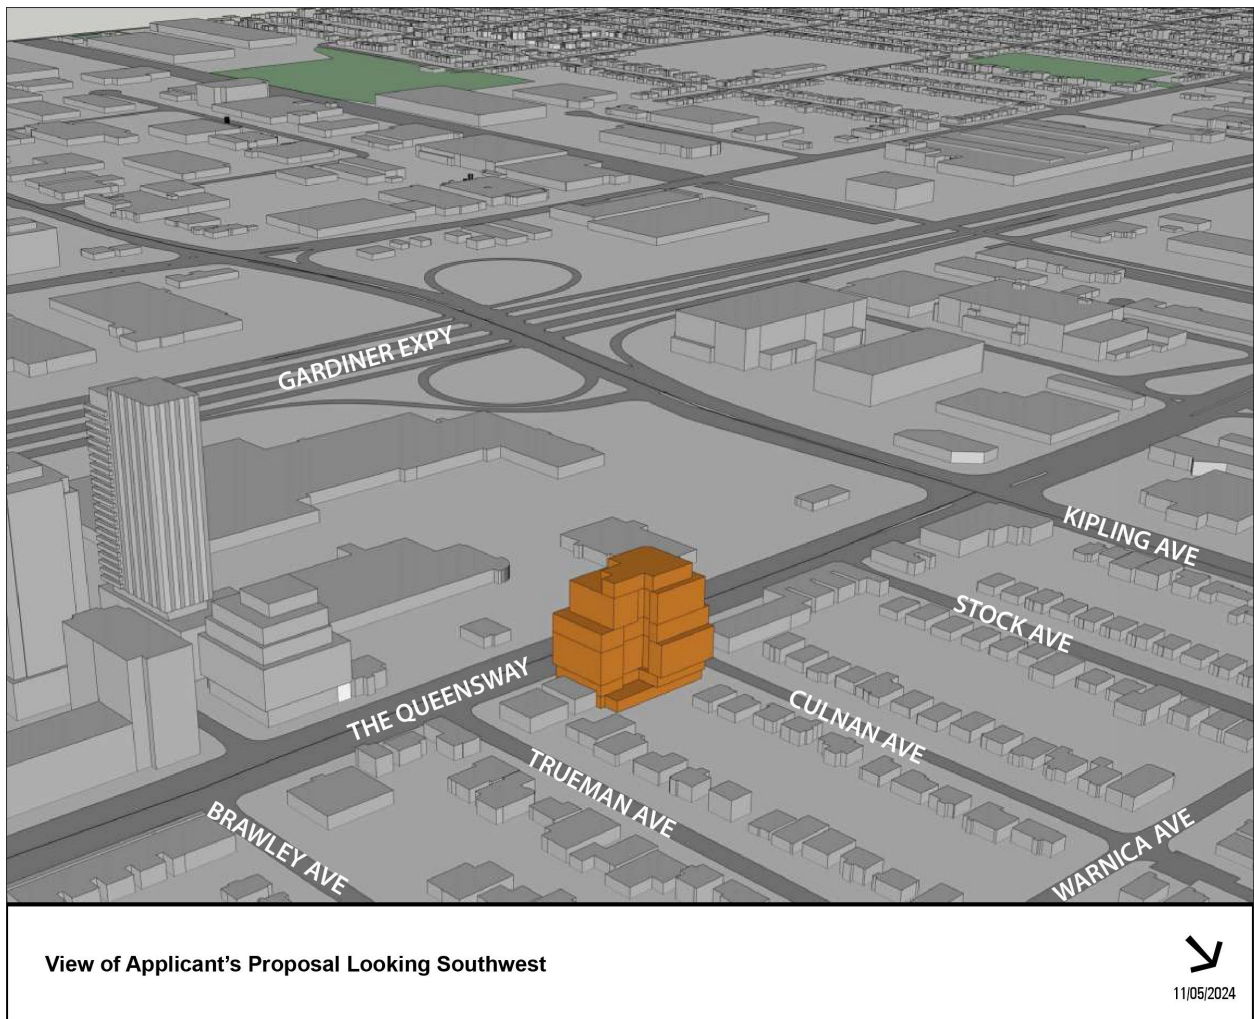 GARDINER EXPY
KIPLING AVE
STOCK AVE
THE QUEENSWAY
CULNAN AVE
TRUEMAN AVE
BRAWLEY AVE
WARNICA AVE
View of Applicant's Proposal Looking Southwest
11/05/2024